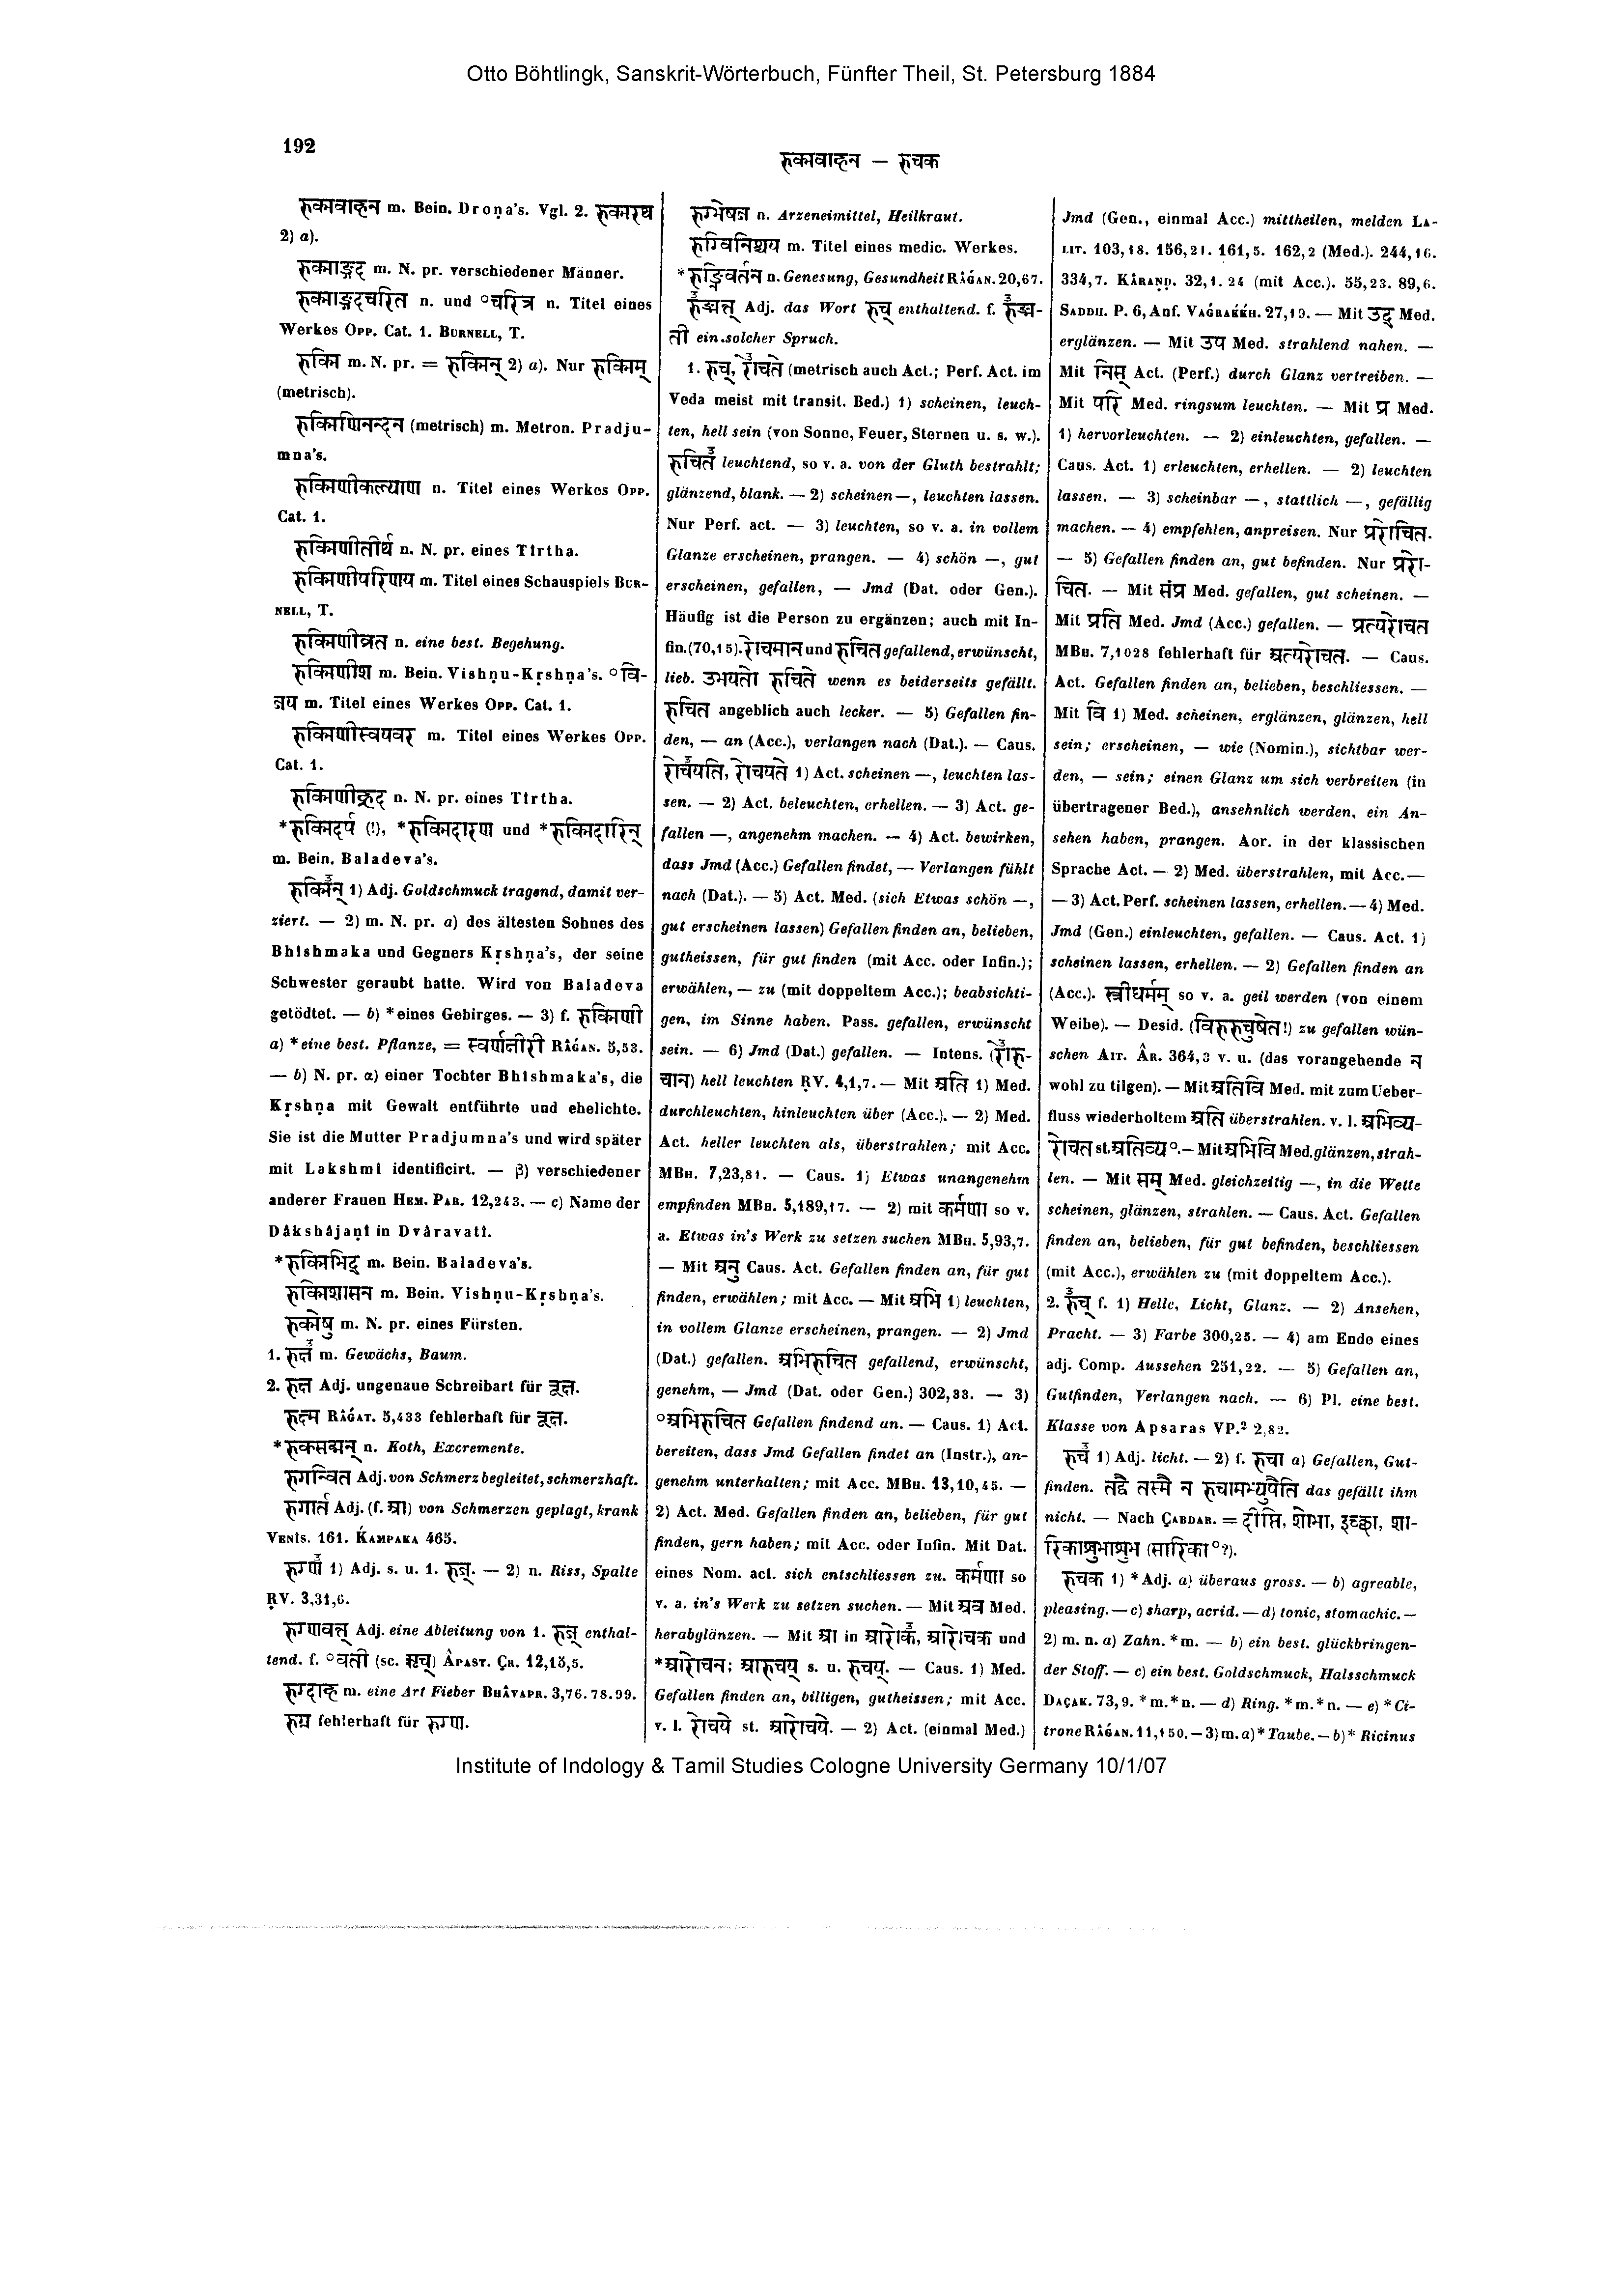 Otto Böhtlingk, Sanskrit-Wörterbuch, Fünfter Theil, St. Petersburg 1884
192
रुक्मवाहन — रुचक
रुक्मवाहन m. Bein. Droṇa's. Vgl. 2. रुक्मरथ
2) a).
रुक्माङ्गद m. N. pr. verschiedener Männer.
रुक्माङ्गदचरित n. und °चरित्र n. Titel eines
Werkes Opp. Cat. 1. Burnell, T.
रुक्मि m. N. pr. = रुक्मिन् 2) a). Nur रुक्मिम्
(metrisch).
रुक्मिणिनन्दन (metrisch) m. Metron. Pradju-
mna's.
रुक्मिणीकल्याण n. Titel eines Werkes Opp.
Cat. 1.
रुक्मिणीतीर्थ n. N. pr. eines Tîrtha.
रुक्मिणीपरिणय m. Titel eines Schauspiels Bur-
nell, T.
रुक्मिणीव्रत n. eine best. Begehung.
रुक्मिणीश m. Bein. Vishṇu-Kṛshṇa's. °वि-
जय m. Titel eines Werkes Opp. Cat. 1.
रुक्मिणीस्वयंवर m. Titel eines Werkes Opp.
Cat. 1.
रुक्मिणीह्रद n. N. pr. eines Tîrtha.
*रुक्मिदर्प (!), *रुक्मिदारण und *रुक्मिदारिन्
m. Bein. Baladeva's.
रुक्मिन् 1) Adj. Goldschmuck tragend, damit ver-
ziert. — 2) m. N. pr. a) des ältesten Sohnes des
Bhîshmaka und Gegners Kṛshṇa's, der seine
Schwester geraubt hatte. Wird von Baladeva
getödtet. — b) *eines Gebirges. — 3) f. रुक्मिणी
a) *eine best. Pflanze, = स्वर्णक्षीरी Râgan. 5,53.
— b) N. pr. α) einer Tochter Bhîshmaka's, die
Kṛshṇa mit Gewalt entführte und ehelichte.
Sie ist die Mutter Pradjumna's und wird später
mit Lakshmî identificirt. — β) verschiedener
anderer Frauen Hem. Par. 12,243. — c) Name der
Dâkshâjaṇî in Dvâravatî.
*रुक्मिभिद् m. Bein. Baladeva's.
रुक्मिशासन m. Bein. Vishṇu-Kṛshṇa's.
रुक्मेषु m. N. pr. eines Fürsten.
1. रुक्ष m. Gewächs, Baum.
2. रुक्ष Adj. ungenaue Schreibart für रूक्ष.
रुक्ष्म Râgat. 5,433 fehlerhaft für रूक्ष.
*रुक्सद्मन् n. Koth, Excremente.
रुगन्वित Adj. von Schmerz begleitet, schmerzhaft.
रुगार्त Adj. (f. आ) von Schmerzen geplagt, krank
Venîs. 161. Kampaka 465.
रुग्ण 1) Adj. s. u. 1. रुज्. — 2) n. Riss, Spalte
ṚV. 3,31,6.
रुग्णवत् Adj. eine Ableitung von 1. रुज् enthal-
tend. f. °वती (sc. ऋच्) Âpast. Çr. 12,15,5.
रुग्दाह m. eine Art Fieber Bhâvapr. 3,76. 78. 99.
रुग्न fehlerhaft für रुग्ण.
रुग्भेषज n. Arzeneimittel, Heilkraut.
रुग्विनिश्चय m. Titel eines medic. Werkes.
*रुङ्निवर्तन n. Genesung, Gesundheit Râgan. 20,67.
रुङ्मत् Adj. das Wort रुच् enthaltend. f. रुङ्म-
ती ein solcher Spruch.
1. रुच्, रोचते (metrisch auch Act.; Perf. Act. im
Veda meist mit transit. Bed.) 1) scheinen, leuch-
ten, hell sein (von Sonne, Feuer, Sternen u. s. w.).
रुचित leuchtend, so v. a. von der Gluth bestrahlt;
glänzend, blank. — 2) scheinen —, leuchten lassen.
Nur Perf. act. — 3) leuchten, so v. a. in vollem
Glanze erscheinen, prangen. — 4) schön —, gut
erscheinen, gefallen, — Jmd (Dat. oder Gen.).
Häufig ist die Person zu ergänzen; auch mit In-
fin. (70,15). रोचमान und रुचित gefallend, erwünscht,
lieb. उभयतो रुचिते wenn es beiderseits gefällt.
रुचित angeblich auch lecker. — 5) Gefallen fin-
den, — an (Acc.), verlangen nach (Dat.). — Caus.
रोचयति, रोचयते 1) Act. scheinen —, leuchten las-
sen. — 2) Act. beleuchten, erhellen. — 3) Act. ge-
fallen —, angenehm machen. — 4) Act. bewirken,
dass Jmd (Acc.) Gefallen findet, — Verlangen fühlt
nach (Dat.). — 5) Act. Med. (sich Etwas schön —,
gut erscheinen lassen) Gefallen finden an, belieben,
gutheissen, für gut finden (mit Acc. oder Infin.);
erwählen, — zu (mit doppeltem Acc.); beabsichti-
gen, im Sinne haben. Pass. gefallen, erwünscht
sein. — 6) Jmd (Dat.) gefallen. — Intens. (रोरु-
चान) hell leuchten ṚV. 4,1,7. — Mit अति 1) Med.
durchleuchten, hinleuchten über (Acc.). — 2) Med.
Act. heller leuchten als, überstrahlen; mit Acc.
MBh. 7,23,81. — Caus. 1) Etwas unangenehm
empfinden MBh. 5,189,17. — 2) mit कर्मणा so v.
a. Etwas in's Werk zu setzen suchen MBh. 5,93,7.
— Mit अनु Caus. Act. Gefallen finden an, für gut
finden, erwählen; mit Acc. — Mit अभि 1) leuchten,
in vollem Glanze erscheinen, prangen. — 2) Jmd
(Dat.) gefallen. अभिरुचित gefallend, erwünscht,
genehm, — Jmd (Dat. oder Gen.) 302,33. — 3)
°अभिरुचित Gefallen findend an. — Caus. 1) Act.
bereiten, dass Jmd Gefallen findet an (Instr.), an-
genehm unterhalten; mit Acc. MBh. 13,10,45. —
2) Act. Med. Gefallen finden an, belieben, für gut
finden, gern haben; mit Acc. oder Infin. Mit Dat.
eines Nom. act. sich entschliessen zu. कर्मणा so
v. a. in's Werk zu setzen suchen. — Mit अव Med.
herabglänzen. — Mit आ in आरोक, आरोचक und
*आरोचन; आरुचय् s. u. रुचय्. — Caus. 1) Med.
Gefallen finden an, billigen, gutheissen; mit Acc.
v. l. रोचये st. आरोचये. — 2) Act. (einmal Med.)
Jmd (Gen., einmal Acc.) mittheilen, melden La-
lit. 103,18. 156,21. 161,5. 162,2 (Med.). 244,16.
334,7. Kâraṇḍ. 32,1. 24 (mit Acc.). 55,23. 89,6.
Saddh. P. 6, Anf. Vagrakkh. 27,19. — Mit उद् Med.
erglänzen. — Mit उप Med. strahlend nahen. —
Mit निस् Act. (Perf.) durch Glanz vertreiben. —
Mit परि Med. ringsum leuchten. — Mit प्र Med.
1) hervorleuchten. — 2) einleuchten, gefallen. —
Caus. Act. 1) erleuchten, erhellen. — 2) leuchten
lassen. — 3) scheinbar —, stattlich —, gefällig
machen. — 4) empfehlen, anpreisen. Nur प्ररोचित.
— 5) Gefallen finden an, gut befinden. Nur प्ररो-
चित. — Mit संप्र Med. gefallen, gut scheinen. —
Mit प्रति Med. Jmd (Acc.) gefallen. — प्रत्यरोचत
MBh. 7,1028 fehlerhaft für अत्यरोचत. — Caus.
Act. Gefallen finden an, belieben, beschliessen. —
Mit वि 1) Med. scheinen, erglänzen, glänzen, hell
sein; erscheinen, — wie (Nomin.), sichtbar wer-
den, — sein; einen Glanz um sich verbreiten (in
übertragener Bed.), ansehnlich werden, ein An-
sehen haben, prangen. Aor. in der klassischen
Sprache Act. — 2) Med. überstrahlen, mit Acc. —
— 3) Act. Perf. scheinen lassen, erhellen. — 4) Med.
Jmd (Gen.) einleuchten, gefallen. — Caus. Act. 1)
scheinen lassen, erhellen. — 2) Gefallen finden an
(Acc.). स्त्रीधर्मम् so v. a. geil werden (von einem
Weibe). — Desid. (विरुरुचुषेत!) zu gefallen wün-
schen Ait. Âr. 364,3 v. u. (das vorangehende न
wohl zu tilgen). — Mit अतिवि Med. mit zum Ueber-
fluss wiederholtem अति überstrahlen. v. l. अभिव्य-
रोचत st. अतिव्य°. — Mit अभिवि Med. glänzen, strah-
len. — Mit सम् Med. gleichzeitig —, in die Wette
scheinen, glänzen, strahlen. — Caus. Act. Gefallen
finden an, belieben, für gut befinden, beschliessen
(mit Acc.), erwählen zu (mit doppeltem Acc.).
2. रुच् f. 1) Helle, Licht, Glanz. — 2) Ansehen,
Pracht. — 3) Farbe 300,25. — 4) am Ende eines
adj. Comp. Aussehen 251,22. — 5) Gefallen an,
Gutfinden, Verlangen nach. — 6) Pl. eine best.
Klasse von Apsaras VP.² 2,82.
रुच 1) Adj. licht. — 2) f. रुचा a) Gefallen, Gut-
finden. तद्वै तस्मै न रुचामभ्युपैति das gefällt ihm
nicht. — Nach Çabdar. = दीप्ति, शोभा, इच्छा, शा-
रिकाशुभाशुभ (सारिका°?).
रुचक 1) *Adj. a) überaus gross. — b) agreable,
pleasing. — c) sharp, acrid. — d) tonic, stomachic. —
2) m. n. a) Zahn. *m. — b) ein best. glückbringen-
der Stoff. — c) ein best. Goldschmuck, Halsschmuck
Daçak. 73,9. *m. *n. — d) Ring. *m. *n. — e) *Ci-
trone Râgan. 11,150. — 3) m. a) *Taube. — b) *Ricinus
Institute of Indology & Tamil Studies Cologne University Germany 10/1/07